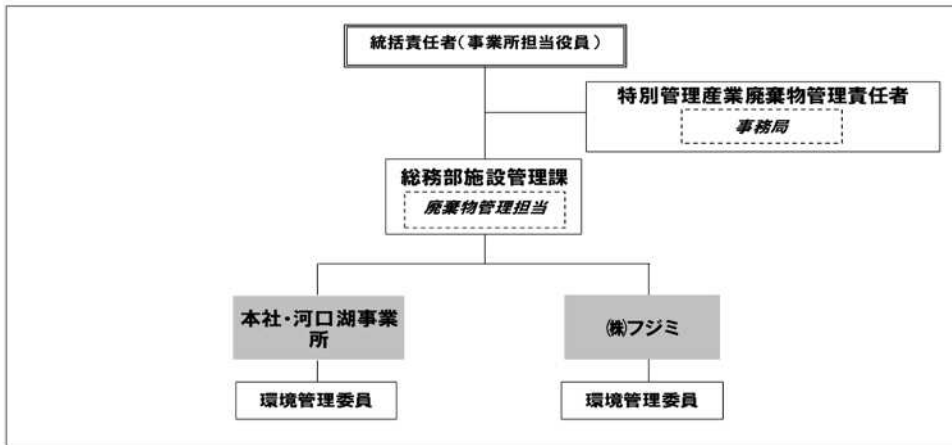 統括責任者（事業所担当役員）
特別管理産業廃棄物管理責任者
事務局
総務部施設管理課
廃棄物管理担当
本社・河口湖事業
所
㈱フジミ
環境管理委員
環境管理委員